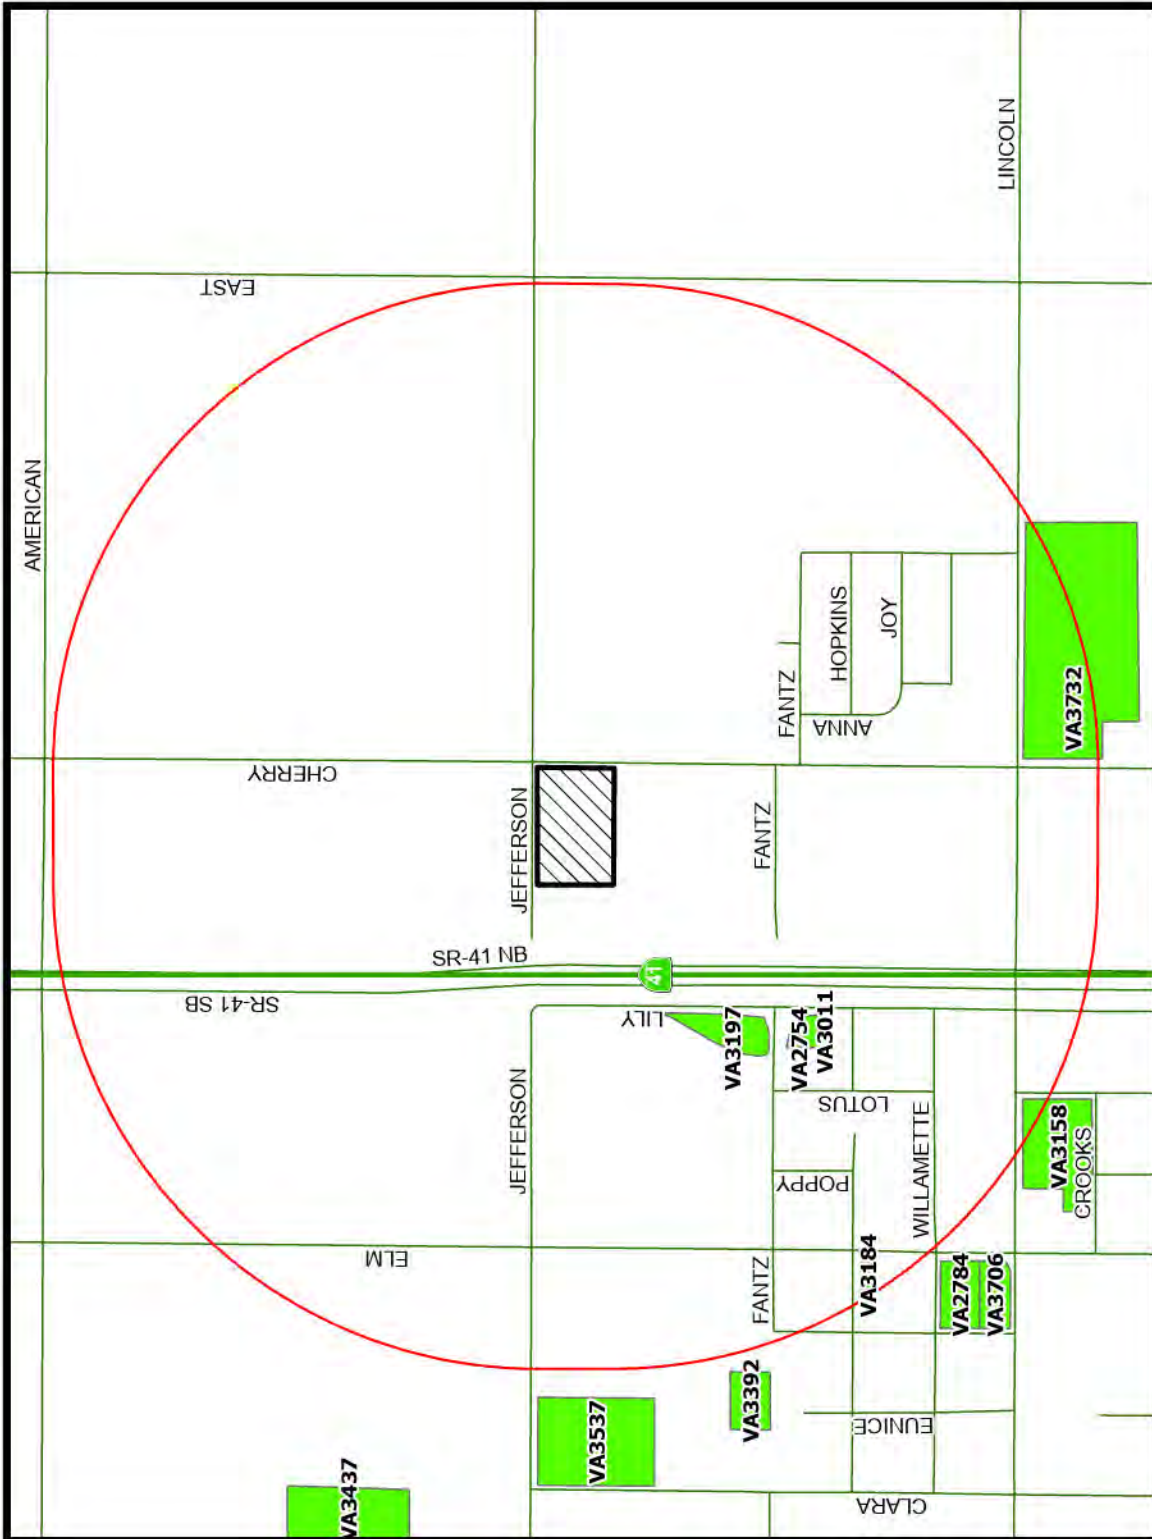 LINCOLN
EAST
AMERICAN
HOPKINS
JOY
FANTZ
ANNA
VA3732
CHERRY
JEFFERSON
FANTZ
SR-41 NB
41
SR-41 SB
LILY
VA3197
VA2754
VA3011
JEFFERSON
LOTUS
WILLAMETTE
VA3158
CROOKS
POPPY
ELM
FANTZ
VA3184
VA2784
VA3706
VA3392
VA3537
EUNICE
VA3437
CLARA